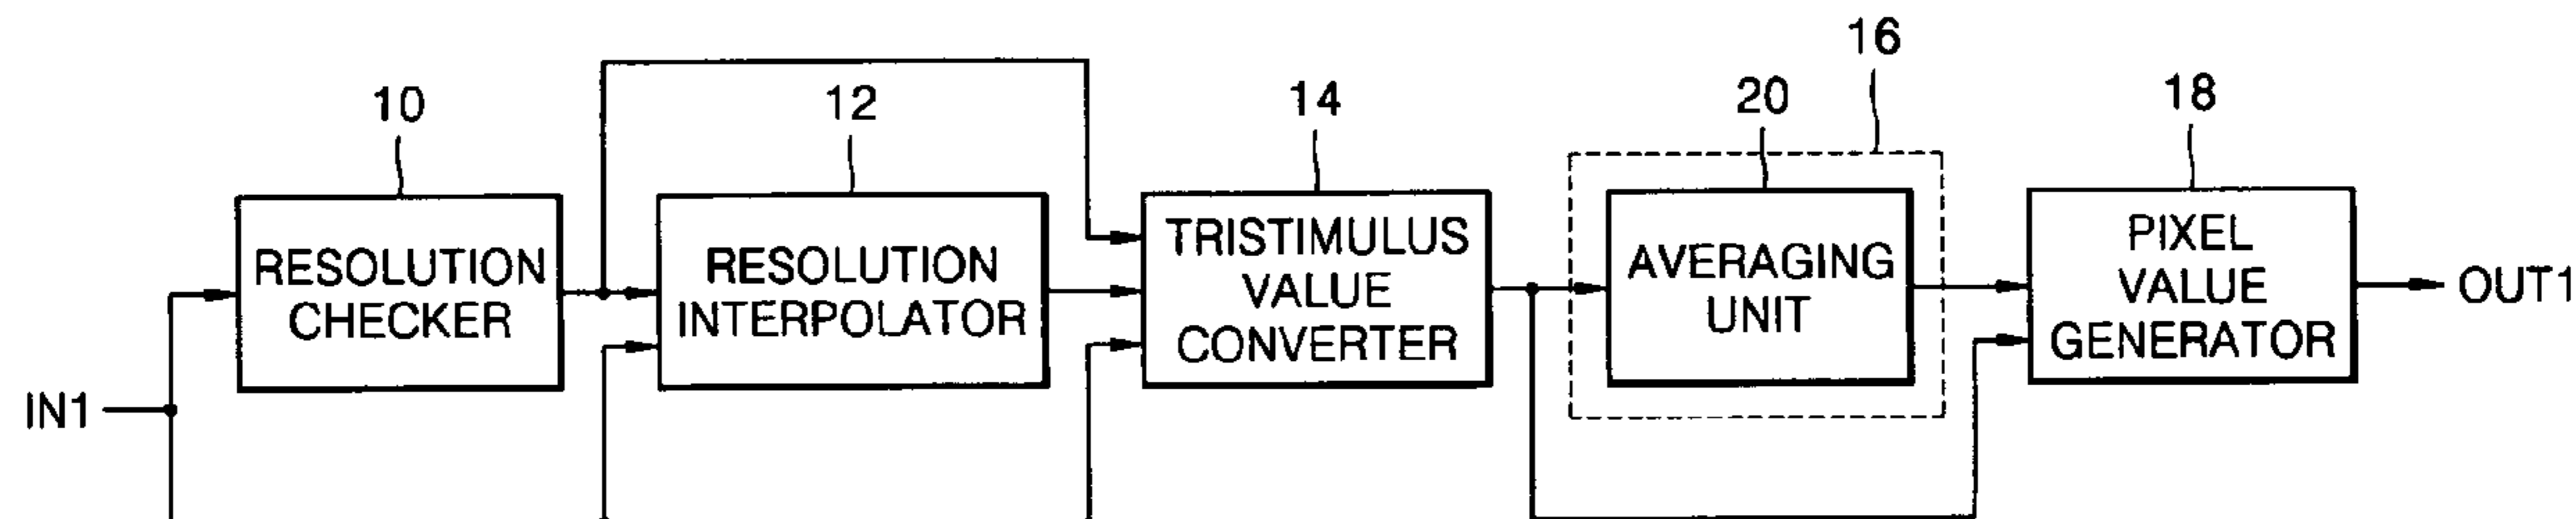 16
10
12
14
20
18
RESOLUTION
CHECKER
RESOLUTION
INTERPOLATOR
TRISTIMULUS
VALUE
CONVERTER
AVERAGING
UNIT
PIXEL
VALUE
GENERATOR
OUT1
IN1